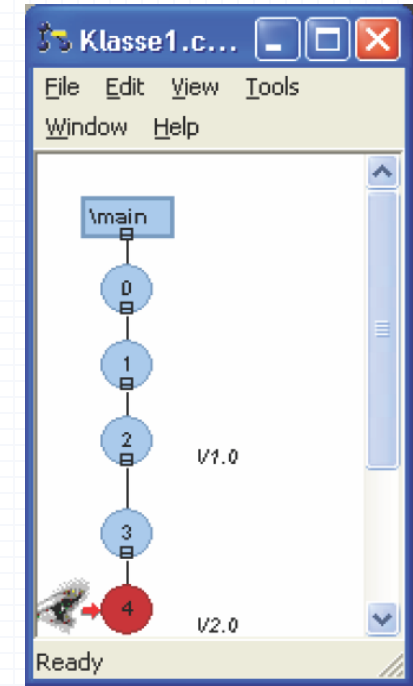 Klasse1.c...
File Edit View Tools
Window Help
\main
0
1
2
V1.0
3
4
V2.0
Ready